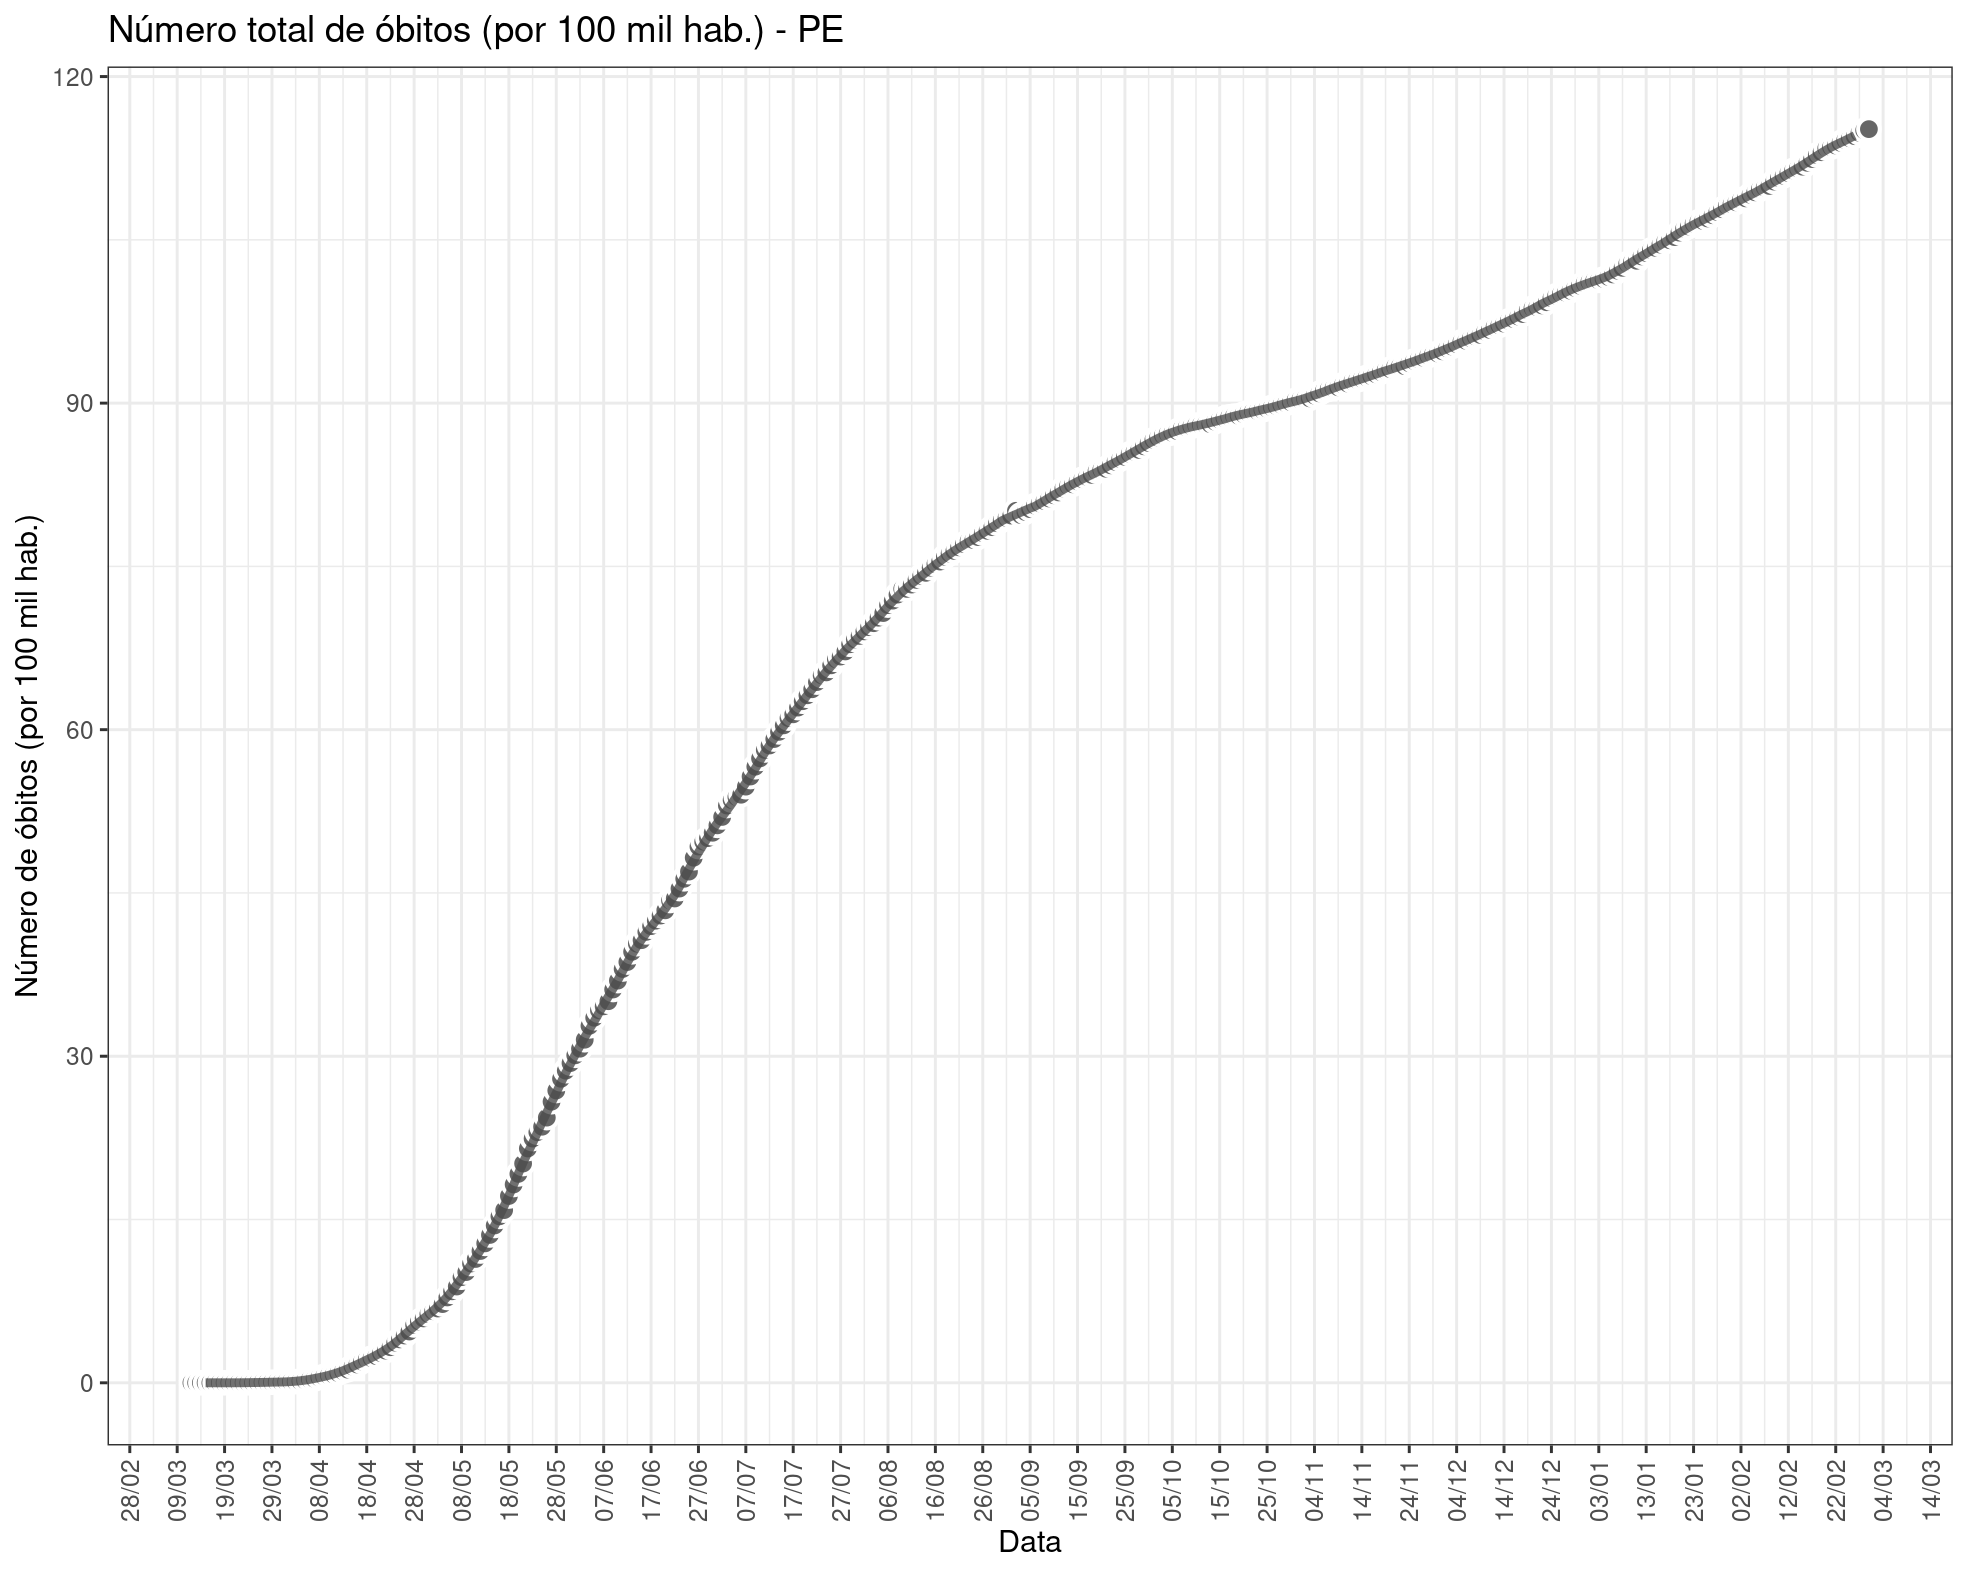 Número total de óbitos (por 100 mil hab.) - PE
Número de óbitos (por 100 mil hab.)
120
90
60
30
0
28/02 09/03 19/03 29/03 08/04 18/04 28/04 08/05 18/05 28/05 07/06 17/06 27/06 07/07 17/07 27/07 06/08 16/08 26/08 05/09 15/09 25/09 05/10 15/10 25/10 04/11 14/11 24/11 04/12 14/12 24/12 03/01 13/01 23/01 02/02 12/02 22/02 04/03 14/03
Data